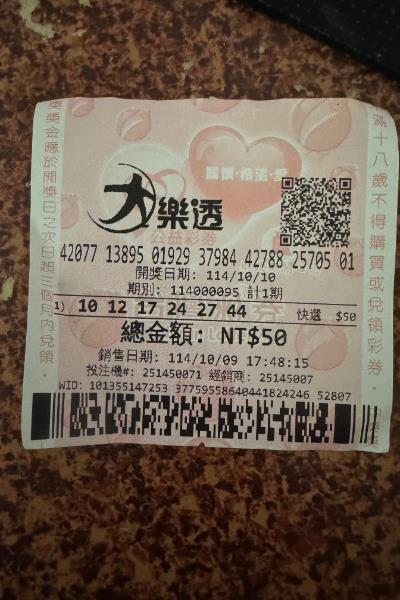 關懷‧希望‧愛
大樂透
公益彩券
42077 13895 01929 37984 42788 25705 01
開獎日期: 114/10/10
期別: 114000095 計1期
1) 10 12 17 24 27 44 快選 $50
總金額: NT$50
銷售日期: 114/10/09 17:48:15
投注機#: 251450071 經銷商: 25145007
WID: 101355147253 3775955864044182424​6 52807
獎金應於開獎日之次日起三個月內兌領‧
滿十八歲不得購買或兌領彩券‧